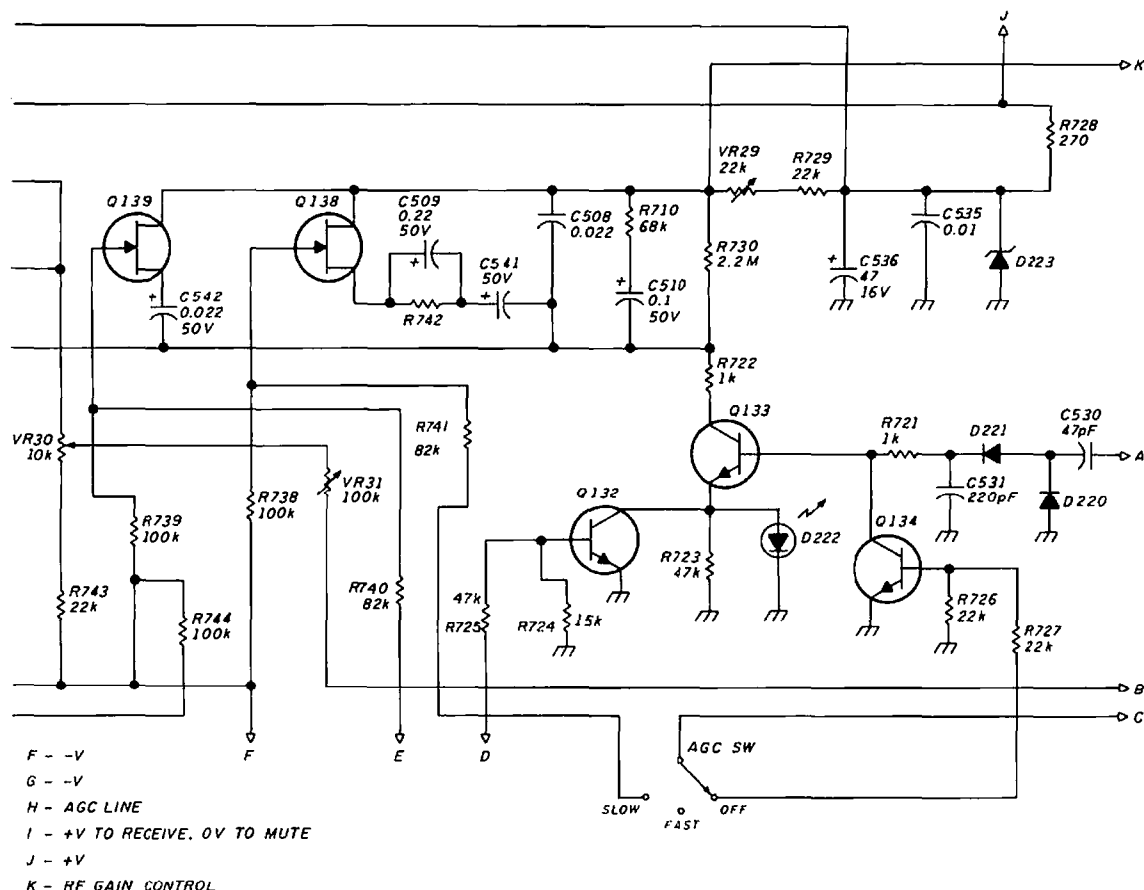 J
K
R728
270
VR29
22k
R729
22k
Q139
Q138
C509
0.22
50V
C508
0.022
R710
68k
C535
0.01
R730
2.2M
C541
50V
C510
0.1
50V
C536
47
16V
D223
C542
0.022
50V
R742
R722
1k
Q133
R741
82k
R721
1k
D221
C530
47pF
A
VR30
10k
VR31
100k
C531
220pF
D220
Q132
D222
Q134
R738
100k
R739
100k
R723
47k
R743
22k
R740
82k
47k
R725
R724
15k
R726
22k
R727
22k
R744
100k
B
C
F
E
D
AGC SW
SLOW
OFF
FAST
F - -V
G - -V
H - AGC LINE
I - +V TO RECEIVE, 0V TO MUTE
J - +V
K - RF GAIN CONTROL